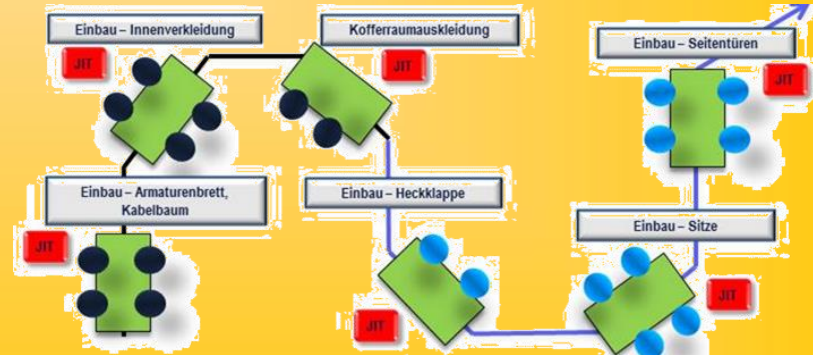 Einbau – Innenverkleidung
JIT
Kofferraumauskleidung
JIT
Einbau – Seitentüren
JIT
Einbau – Armaturenbrett,
Kabelbaum
JIT
Einbau – Heckklappe
JIT
Einbau – Sitze
JIT